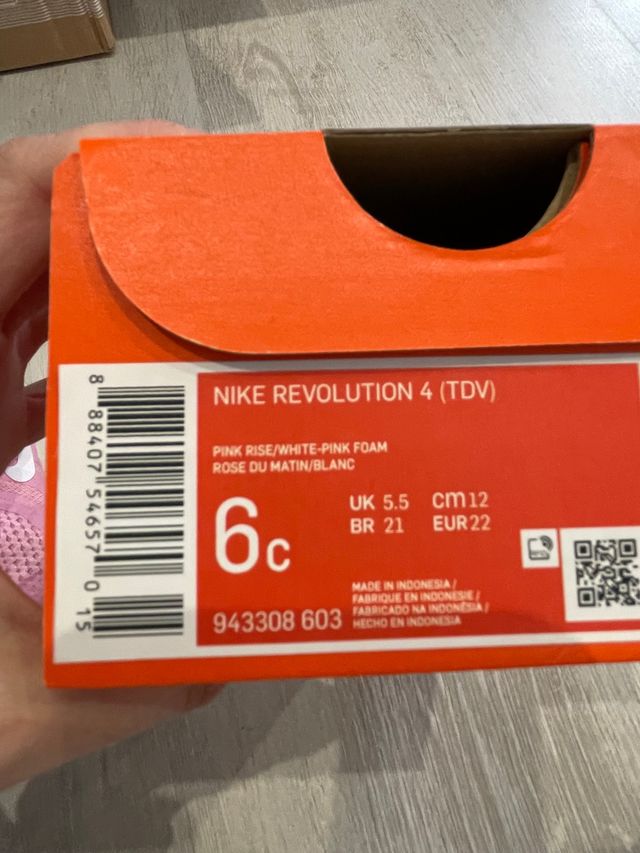 NIKE REVOLUTION 4 (TDV)
PINK RISE/WHITE-PINK FOAM
ROSE DU MATIN/BLANC
6C
UK 5.5 cm 12
BR 21 EUR 22
MADE IN INDONESIA /
FABRIQUE EN INDONESIE /
FABRICADO NA INDONÉSIA /
HECHO EN INDONESIA
943308 603
8 88407 54657 0 15